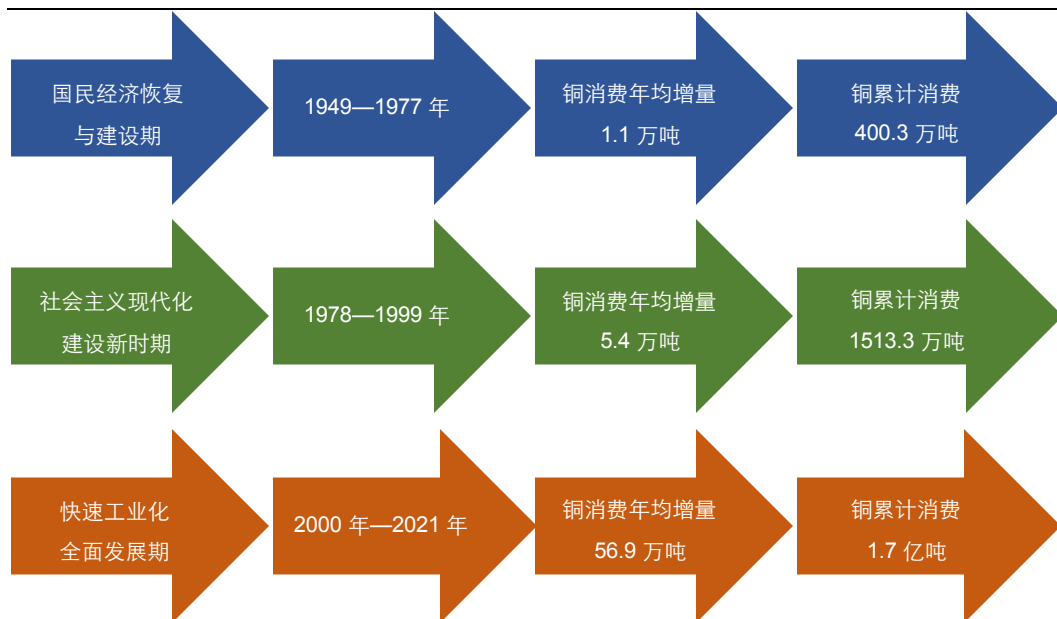 国民经济恢复
与建设期
1949—1977 年
铜消费年均增量
1.1 万吨
铜累计消费
400.3 万吨
社会主义现代化
建设新时期
1978—1999 年
铜消费年均增量
5.4 万吨
铜累计消费
1513.3 万吨
快速工业化
全面发展期
2000 年—2021 年
铜消费年均增量
56.9 万吨
铜累计消费
1.7 亿吨